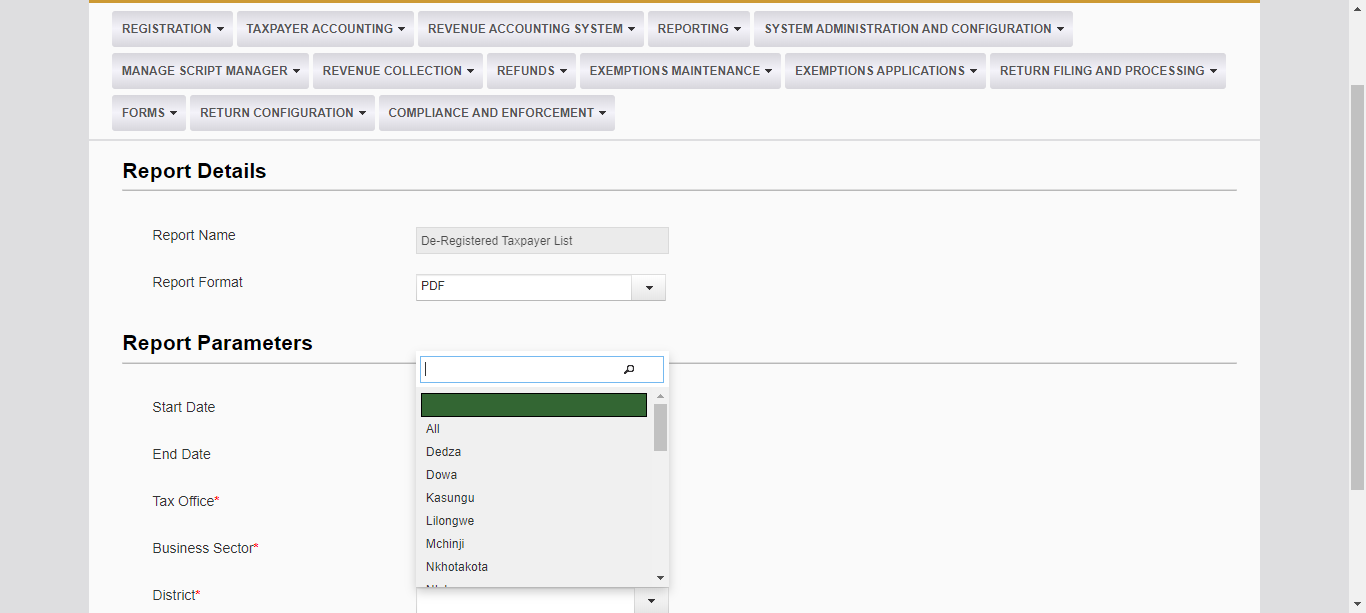 REGISTRATION TAXPAYER ACCOUNTING REVENUE ACCOUNTING SYSTEM REPORTING SYSTEM ADMINISTRATION AND CONFIGURATION
MANAGE SCRIPT MANAGER REVENUE COLLECTION REFUNDS EXEMPTIONS MAINTENANCE EXEMPTIONS APPLICATIONS RETURN FILING AND PROCESSING
FORMS RETURN CONFIGURATION COMPLIANCE AND ENFORCEMENT
Report Details
Report Name De-Registered Taxpayer List
Report Format PDF
Report Parameters
Start Date
End Date
Tax Office*
Business Sector*
District*
All
Dedza
Dowa
Kasungu
Lilongwe
Mchinji
Nkhotakota